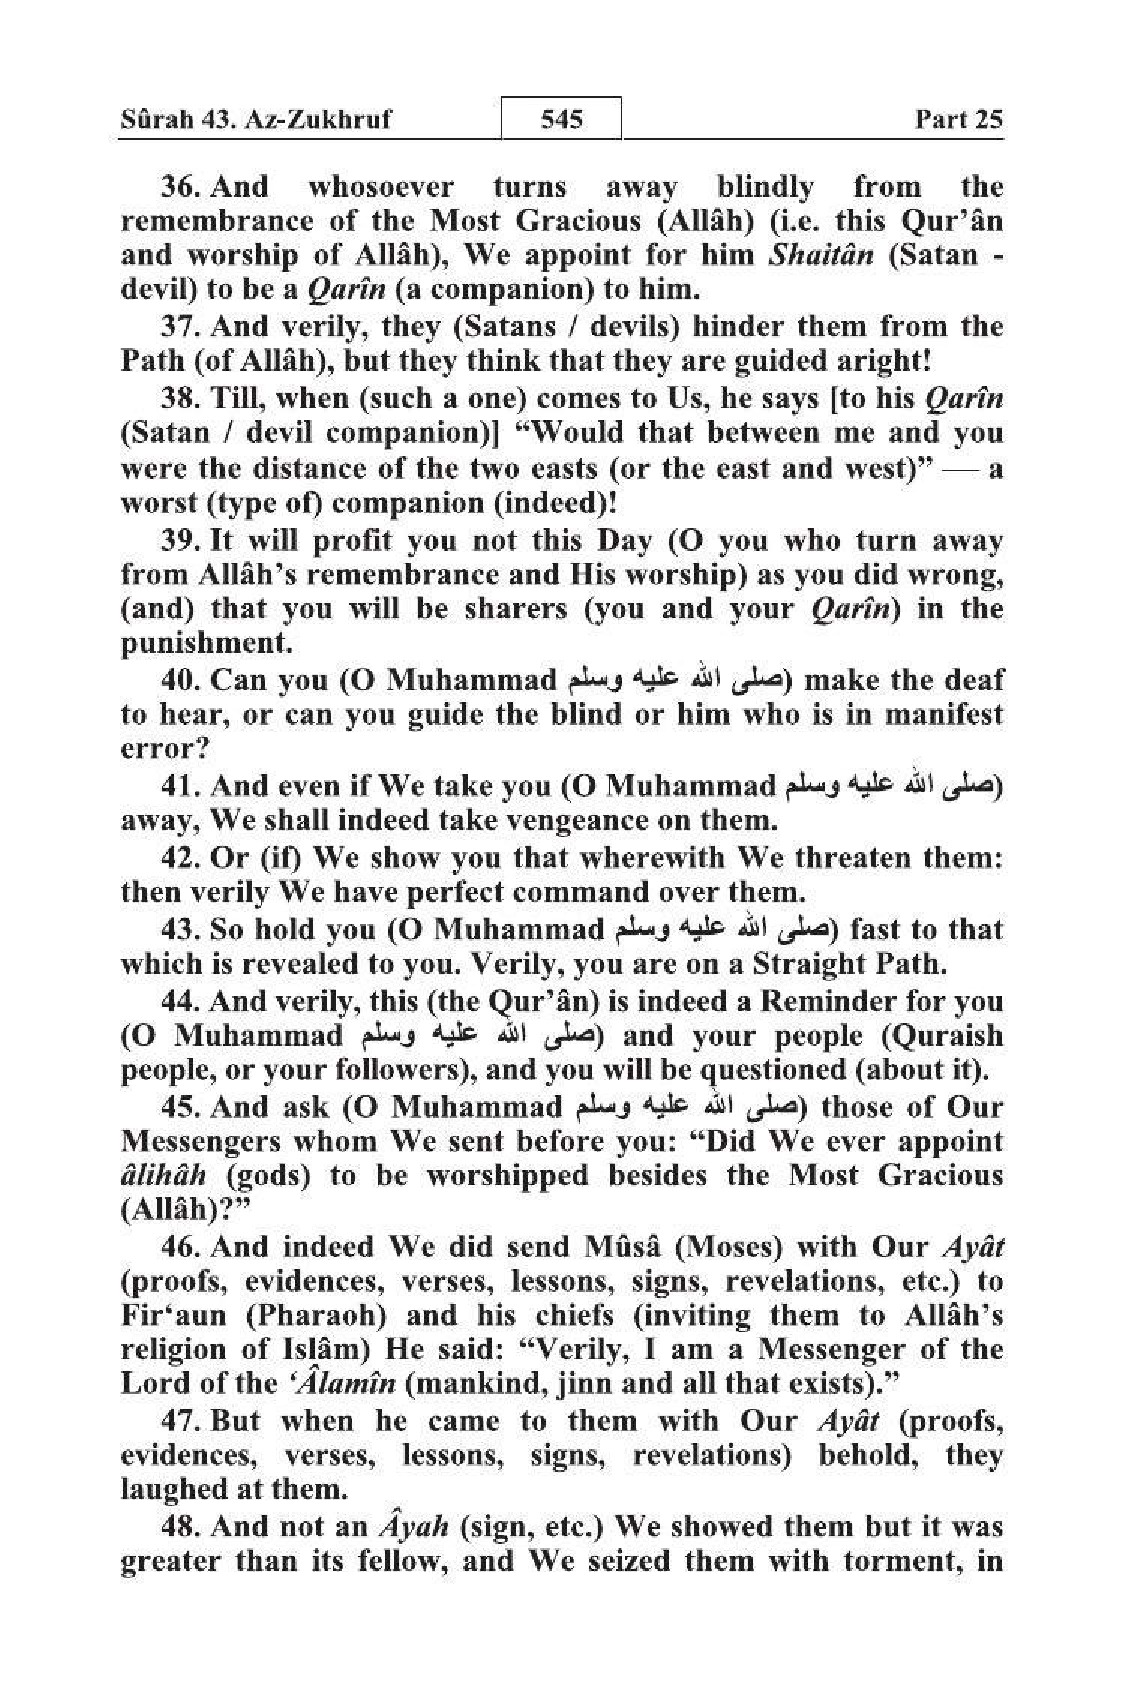 Sûrah 43. Az-Zukhruf 545 Part 25
36. And whosoever turns away blindly from the
remembrance of the Most Gracious (Allâh) (i.e. this Qur’ân
and worship of Allâh), We appoint for him Shaitân (Satan -
devil) to be a Qarîn (a companion) to him.
37. And verily, they (Satans / devils) hinder them from the
Path (of Allâh), but they think that they are guided aright!
38. Till, when (such a one) comes to Us, he says [to his Qarîn
(Satan / devil companion)] “Would that between me and you
were the distance of the two easts (or the east and west)” — a
worst (type of) companion (indeed)!
39. It will profit you not this Day (O you who turn away
from Allâh’s remembrance and His worship) as you did wrong,
(and) that you will be sharers (you and your Qarîn) in the
punishment.
40. Can you (O Muhammad صلى الله عليه وسلم) make the deaf
to hear, or can you guide the blind or him who is in manifest
error?
41. And even if We take you (O Muhammad صلى الله عليه وسلم)
away, We shall indeed take vengeance on them.
42. Or (if) We show you that wherewith We threaten them:
then verily We have perfect command over them.
43. So hold you (O Muhammad صلى الله عليه وسلم) fast to that
which is revealed to you. Verily, you are on a Straight Path.
44. And verily, this (the Qur’ân) is indeed a Reminder for you
(O Muhammad صلى الله عليه وسلم) and your people (Quraish
people, or your followers), and you will be questioned (about it).
45. And ask (O Muhammad صلى الله عليه وسلم) those of Our
Messengers whom We sent before you: “Did We ever appoint
âlihâh (gods) to be worshipped besides the Most Gracious
(Allâh)?”
46. And indeed We did send Mûsâ (Moses) with Our Ayât
(proofs, evidences, verses, lessons, signs, revelations, etc.) to
Fir‘aun (Pharaoh) and his chiefs (inviting them to Allâh’s
religion of Islâm) He said: “Verily, I am a Messenger of the
Lord of the ‘Âlamîn (mankind, jinn and all that exists).”
47. But when he came to them with Our Ayât (proofs,
evidences, verses, lessons, signs, revelations) behold, they
laughed at them.
48. And not an Âyah (sign, etc.) We showed them but it was
greater than its fellow, and We seized them with torment, in